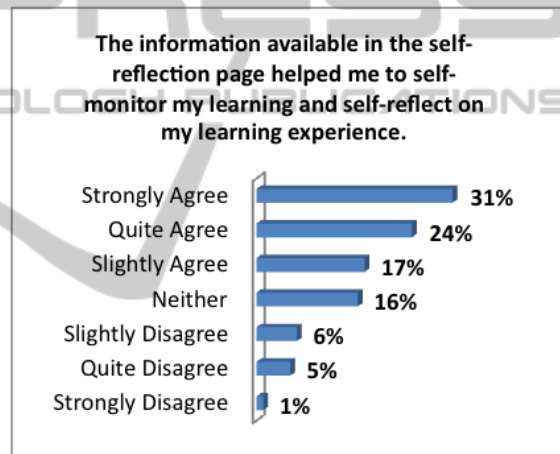 The information available in the self-
reflection page helped me to self-
monitor my learning and self-reflect on
my learning experience.
Strongly Agree 31%
Quite Agree 24%
Slightly Agree 17%
Neither 16%
Slightly Disagree 6%
Quite Disagree 5%
Strongly Disagree 1%